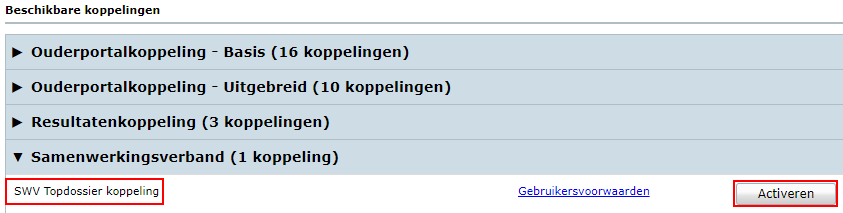 Beschikbare koppelingen
► Ouderportalkoppeling - Basis (16 koppelingen)
► Ouderportalkoppeling - Uitgebreid (10 koppelingen)
► Resultatenkoppeling (3 koppelingen)
▼ Samenwerkingsverband (1 koppeling)
SWV Topdossier koppeling Gebruikersvoorwaarden Activeren